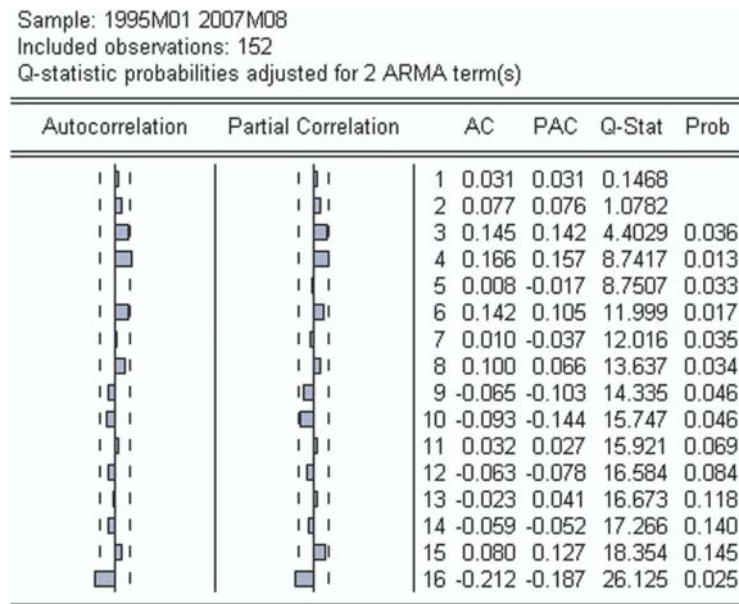 Sample: 1995M01 2007M08
Included observations: 152
Q-statistic probabilities adjusted for 2 ARMA term(s)
Autocorrelation Partial Correlation AC PAC Q-Stat Prob
1 0.031 0.031 0.1468
2 0.077 0.076 1.0782
3 0.145 0.142 4.4029 0.036
4 0.166 0.157 8.7417 0.013
5 0.008 -0.017 8.7507 0.033
6 0.142 0.105 11.999 0.017
7 0.010 -0.037 12.016 0.035
8 0.100 0.066 13.637 0.034
9 -0.065 -0.103 14.335 0.046
10 -0.093 -0.144 15.747 0.046
11 0.032 0.027 15.921 0.069
12 -0.063 -0.078 16.584 0.084
13 -0.023 0.041 16.673 0.118
14 -0.059 -0.052 17.266 0.140
15 0.080 0.127 18.354 0.145
16 -0.212 -0.187 26.125 0.025